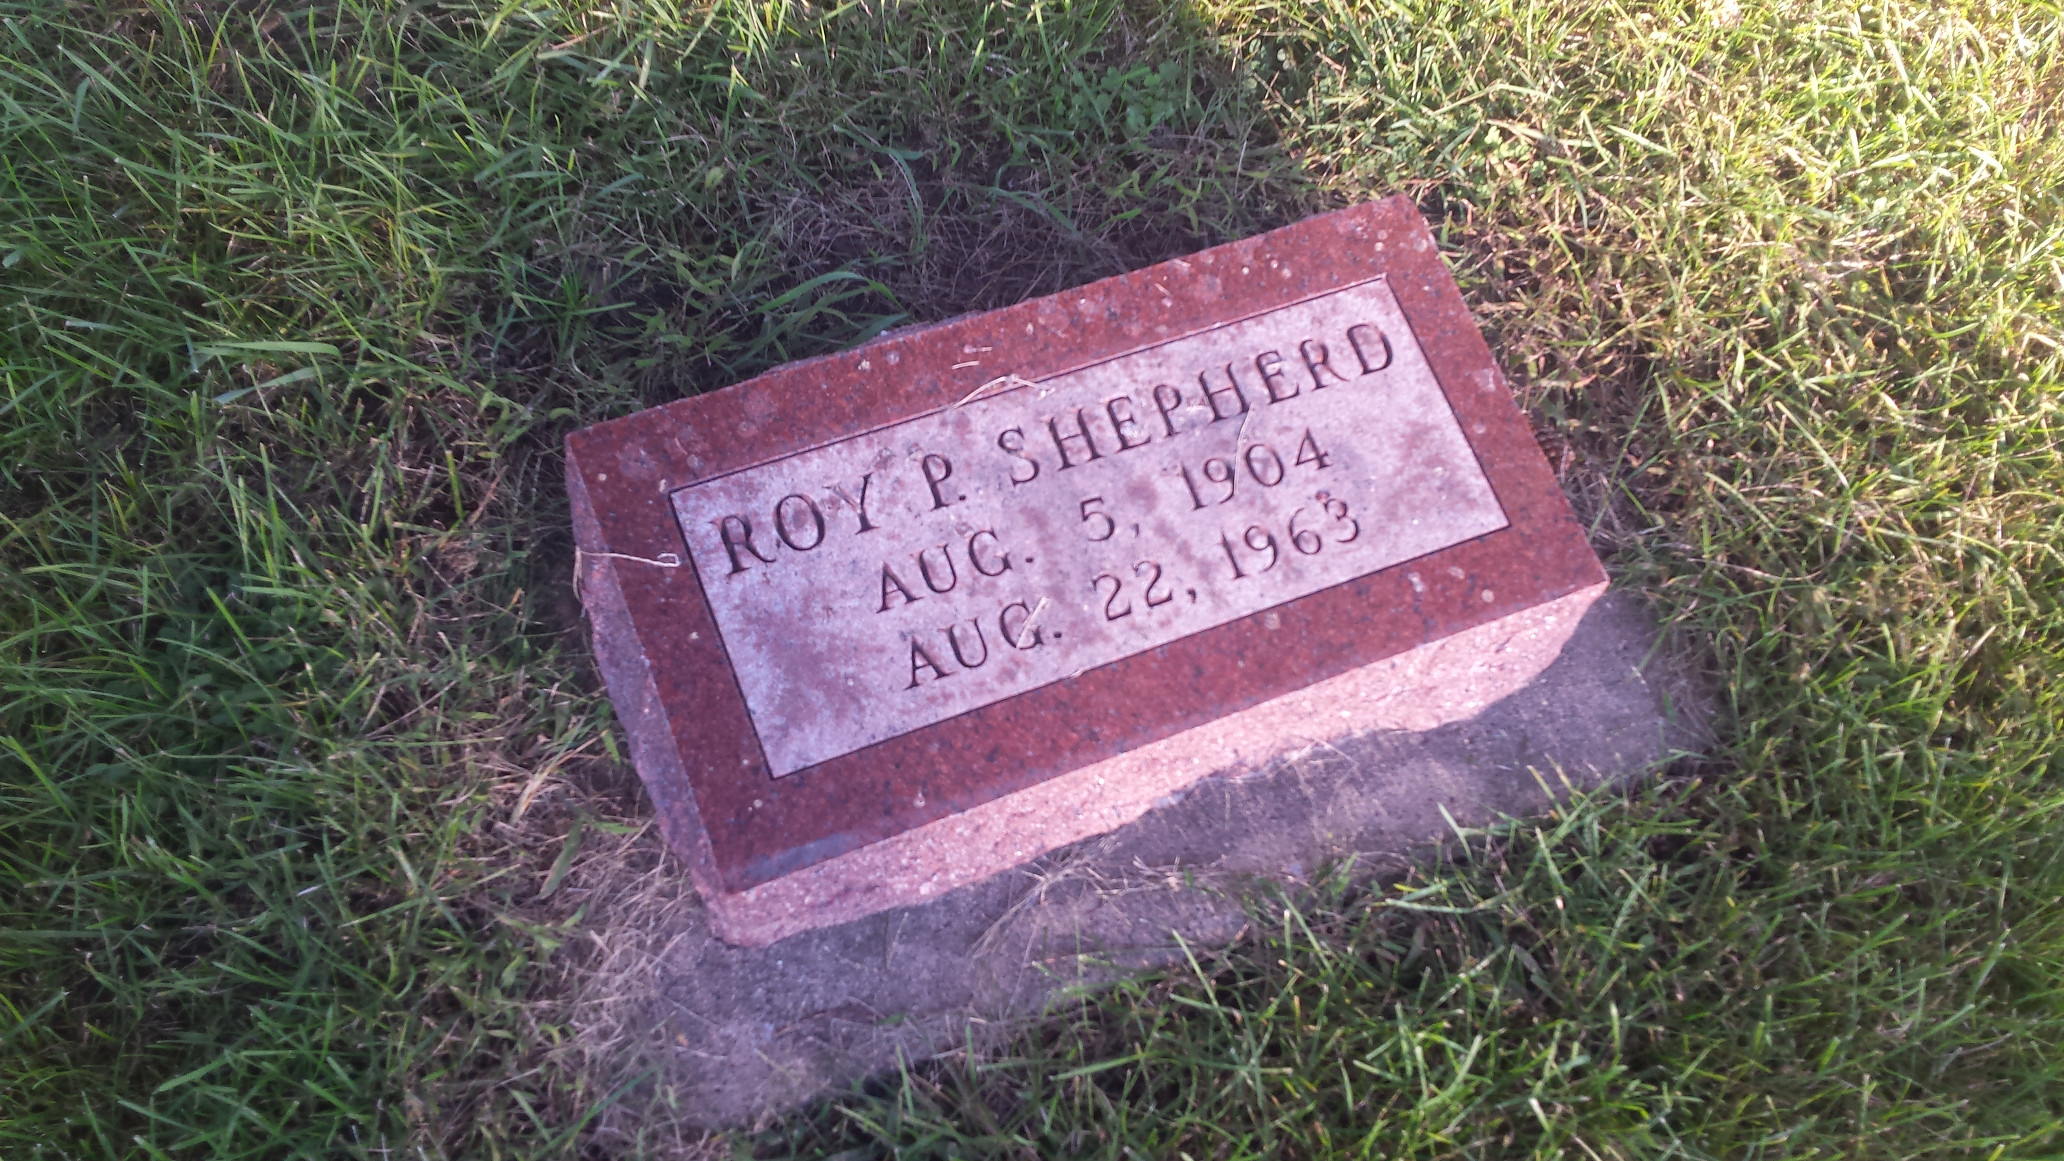 ROY P. SHEPHERD
AUG. 5, 1904
AUG. 22, 1963